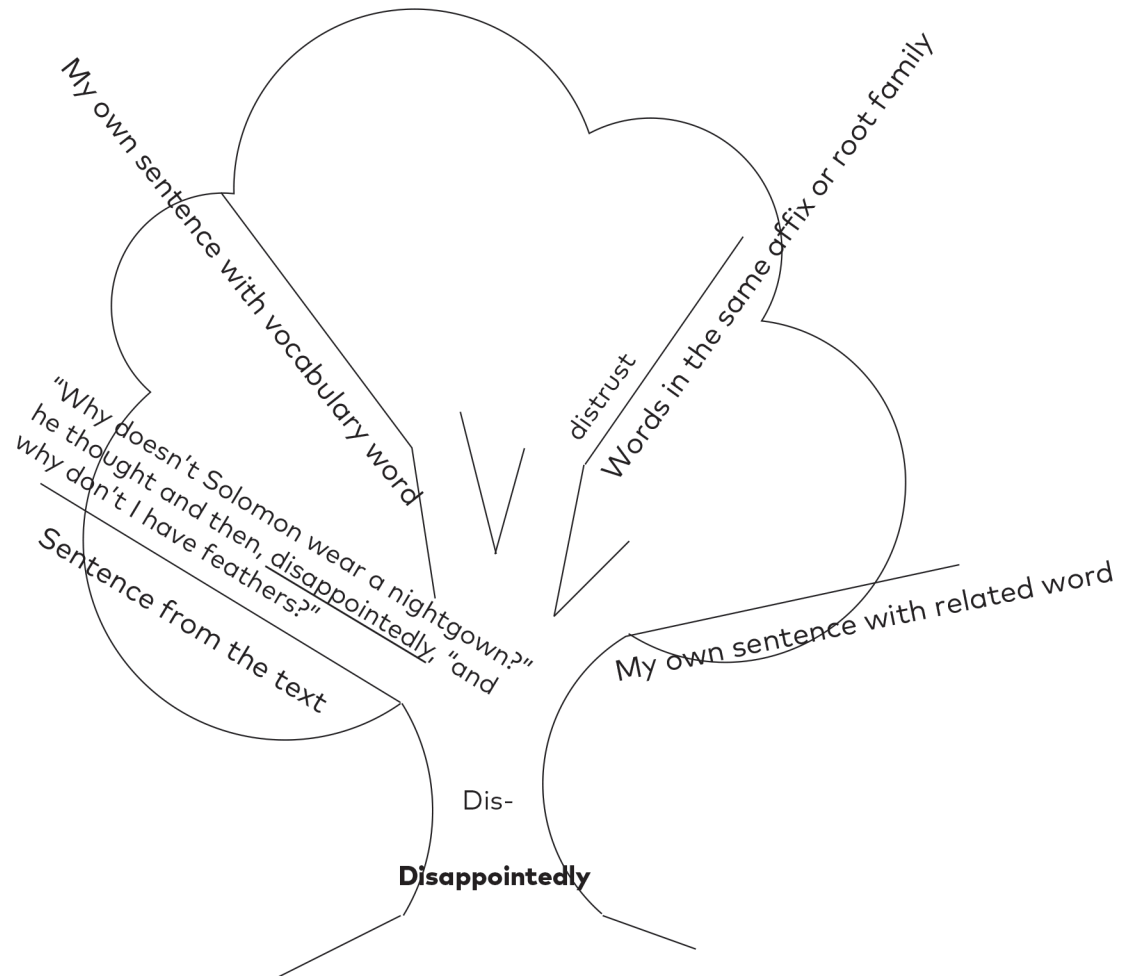 My own sentence with vocabulary word
Words in the same affix or root family
distrust
"Why doesn't Solomon wear a nightgown?"
he thought and then, disappointedly, "and
why don't I have feathers?"
Sentence from the text
My own sentence with related word
Dis-
Disappointedly